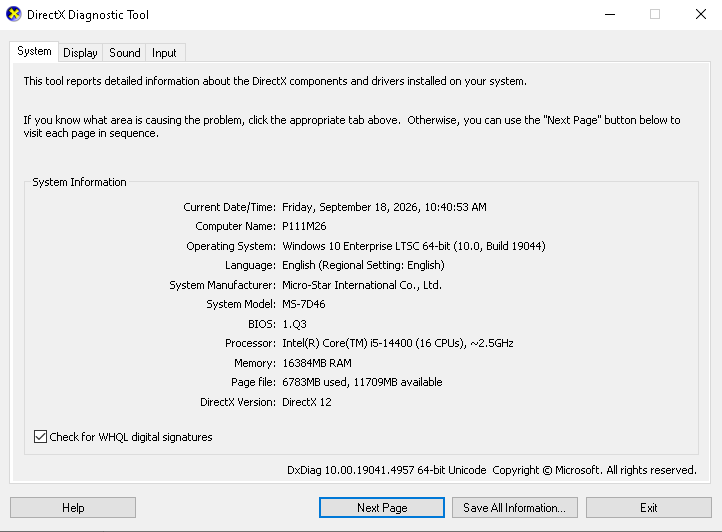 DirectX Diagnostic Tool
System Display Sound Input
This tool reports detailed information about the DirectX components and drivers installed on your system.
If you know what area is causing the problem, click the appropriate tab above.  Otherwise, you can use the "Next Page" button below to
visit each page in sequence.
System Information
Current Date/Time: Friday, September 18, 2026, 10:40:53 AM
Computer Name: P111M26
Operating System: Windows 10 Enterprise LTSC 64-bit (10.0, Build 19044)
Language: English (Regional Setting: English)
System Manufacturer: Micro-Star International Co., Ltd.
System Model: MS-7D46
BIOS: 1.Q3
Processor: Intel(R) Core(TM) i5-14400 (16 CPUs), ~2.5GHz
Memory: 16384MB RAM
Page file: 6783MB used, 11709MB available
DirectX Version: DirectX 12
Check for WHQL digital signatures
DxDiag 10.00.19041.4957 64-bit Unicode  Copyright © Microsoft. All rights reserved.
Help Next Page Save All Information... Exit